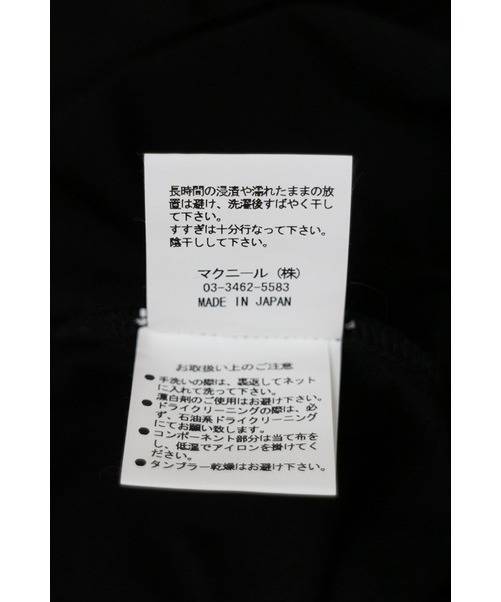 長時間の浸漬や濡れたままの放
置は避け、洗濯後すばやく干し
て下さい。
すすぎは十分行なって下さい。
陰干しして下さい。
マクニール (株)
03-3462-5583
MADE IN JAPAN
お取扱い上のご注意
● 手洗いの際は、裏返してネット
に入れて洗って下さい。
漂白剤のご使用はお避け下さい。
● ドライクリーニングの際は、必
ず、石油系ドライクリーニング
にてお願い致します。
● コンポーネント部分は当て布を
し、低温でアイロンを掛けてく
ださい。
● タンブラー乾燥はお避け下さい。